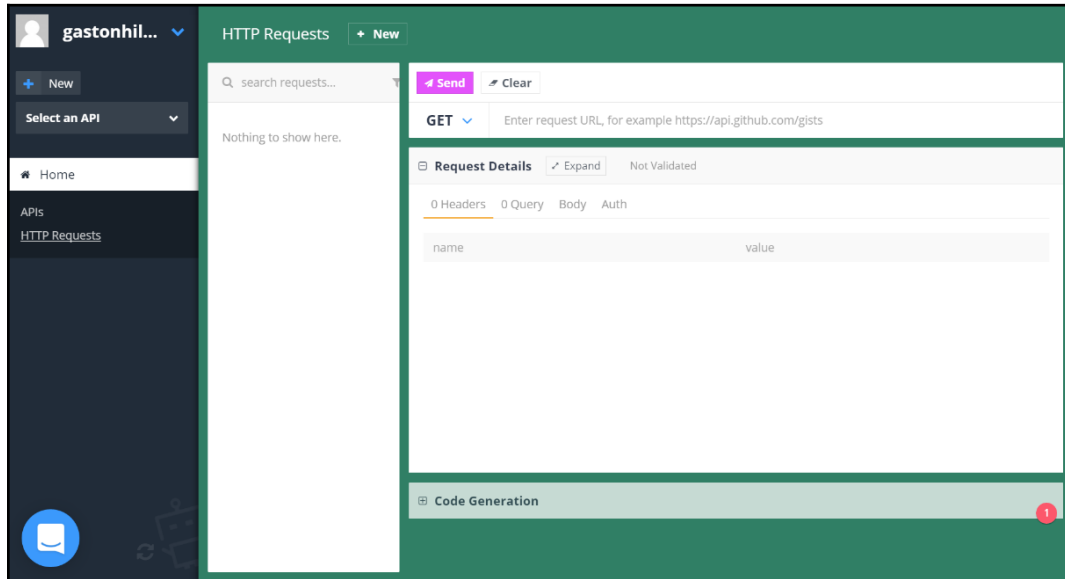 gastonhil...
+ New
Select an API
Home
APIs
HTTP Requests
HTTP Requests + New
search requests...
Nothing to show here.
Send Clear
GET Enter request URL, for example https://api.github.com/gists
Request Details Expand Not Validated
0 Headers 0 Query Body Auth
name value
Code Generation
1